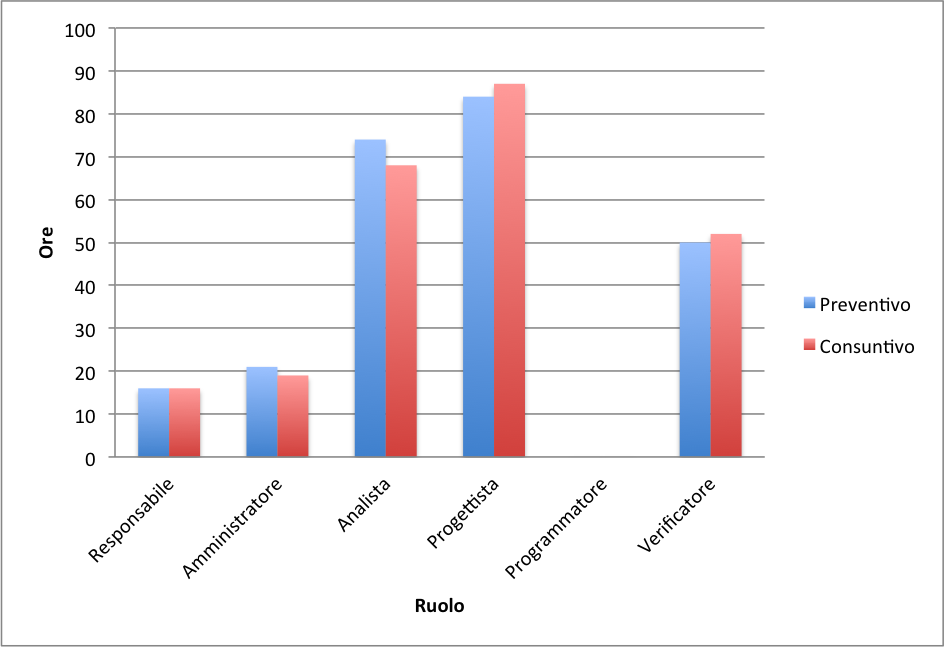 100
90
80
70
60
50
40
30
20
10
0
Ore
Responsabile
Amministratore
Analista
Progettista
Programmatore
Verificatore
Ruolo
Preventivo
Consuntivo